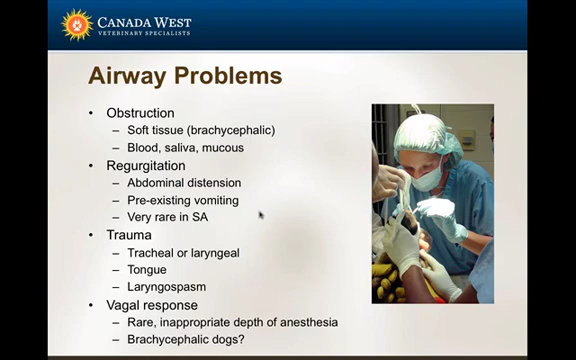 CANADA WEST
VETERINARY SPECIALISTS
Airway Problems
• Obstruction
– Soft tissue (brachycephalic)
– Blood, saliva, mucous
• Regurgitation
– Abdominal distension
– Pre-existing vomiting
– Very rare in SA
• Trauma
– Tracheal or laryngeal
– Tongue
– Laryngospasm
• Vagal response
– Rare, inappropriate depth of anesthesia
– Brachycephalic dogs?